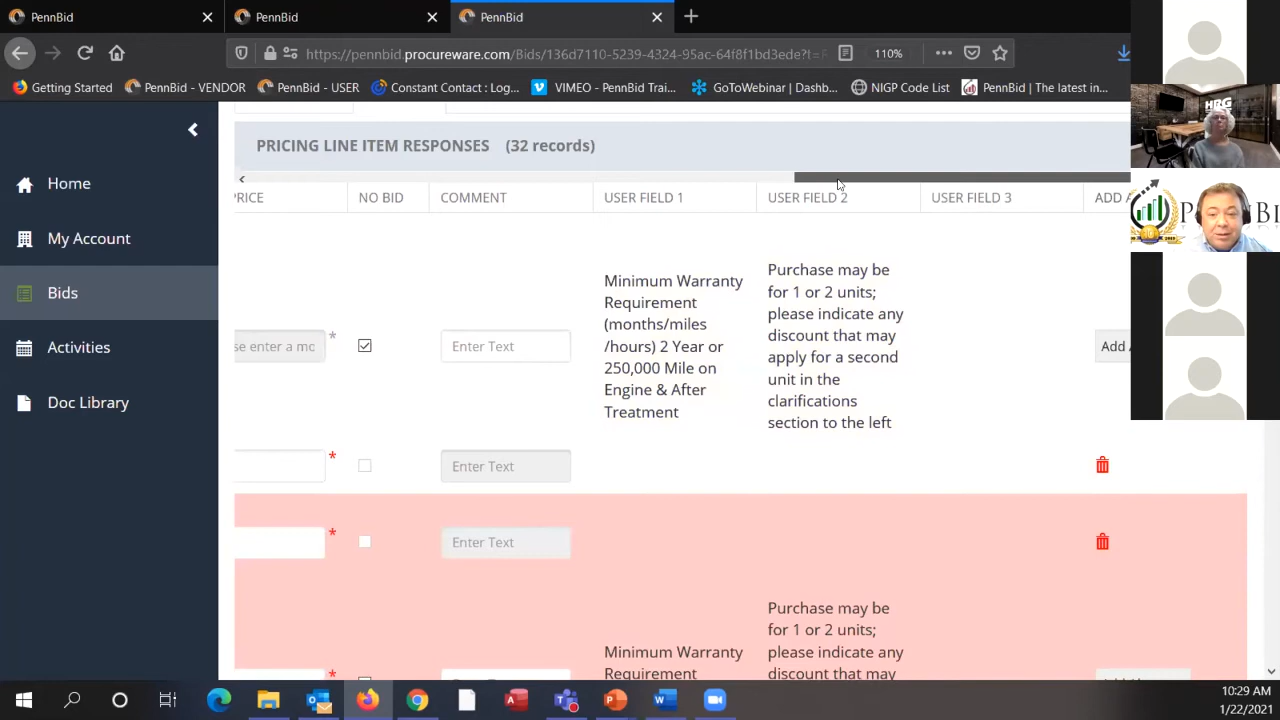 PennBid
PennBid
PennBid
https://pennbid.procureware.com/Bids/136d7110-5239-4324-95ac-64f8f1bd3ede?t=
110%
Getting Started
PennBid - VENDOR
PennBid - USER
Constant Contact : Log...
VIMEO - PennBid Trai...
GoToWebinar | Dashb...
NIGP Code List
PennBid | The latest in...
HRG
Home
My Account
Bids
Activities
Doc Library
PRICING LINE ITEM RESPONSES (32 records)
PRICE
NO BID
COMMENT
USER FIELD 1
USER FIELD 2
USER FIELD 3
ADD A
se enter a mo
*
Enter Text
Minimum Warranty
Requirement
(months/miles
/hours) 2 Year or
250,000 Mile on
Engine & After
Treatment
Purchase may be
for 1 or 2 units;
please indicate any
discount that may
apply for a second
unit in the
clarifications
section to the left
Add A
*
Enter Text
*
Enter Text
Minimum Warranty
Requirement
Purchase may be
for 1 or 2 units;
please indicate any
discount that may
*
10:29 AM
1/22/2021